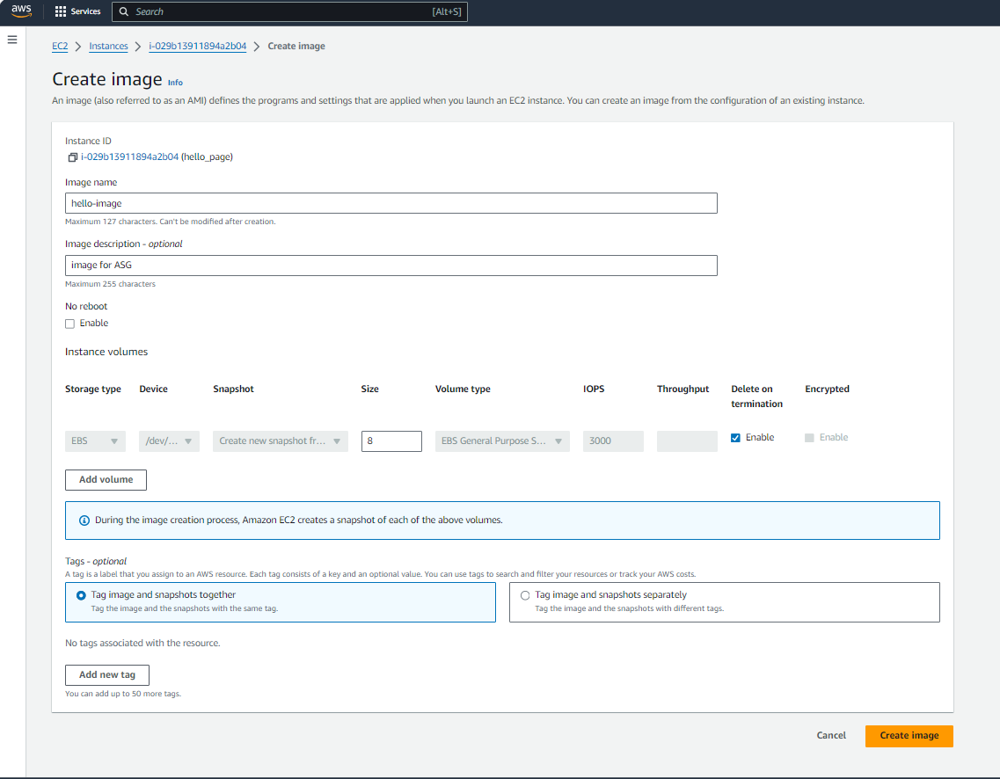 aws
Services
Search
[Alt+S]
EC2 > Instances > i-029b13911894a2b04 > Create image
Create image Info
An image (also referred to as an AMI) defines the programs and settings that are applied when you launch an EC2 instance. You can create an image from the configuration of an existing instance.
Instance ID
i-029b13911894a2b04 (hello_page)
Image name
hello-image
Maximum 127 characters. Can't be modified after creation.
Image description - optional
image for ASG
Maximum 255 characters
No reboot
Enable
Instance volumes
Storage type Device Snapshot Size Volume type IOPS Throughput Delete on termination Encrypted
EBS /dev/... Create new snapshot fr... 8 EBS General Purpose S... 3000 Enable Enable
Add volume
During the image creation process, Amazon EC2 creates a snapshot of each of the above volumes.
Tags - optional
A tag is a label that you assign to an AWS resource. Each tag consists of a key and an optional value. You can use tags to search and filter your resources or track your AWS costs.
Tag image and snapshots together
Tag the image and the snapshots with the same tag.
Tag image and snapshots separately
Tag the image and the snapshots with different tags.
No tags associated with the resource.
Add new tag
You can add up to 50 more tags.
Cancel
Create image